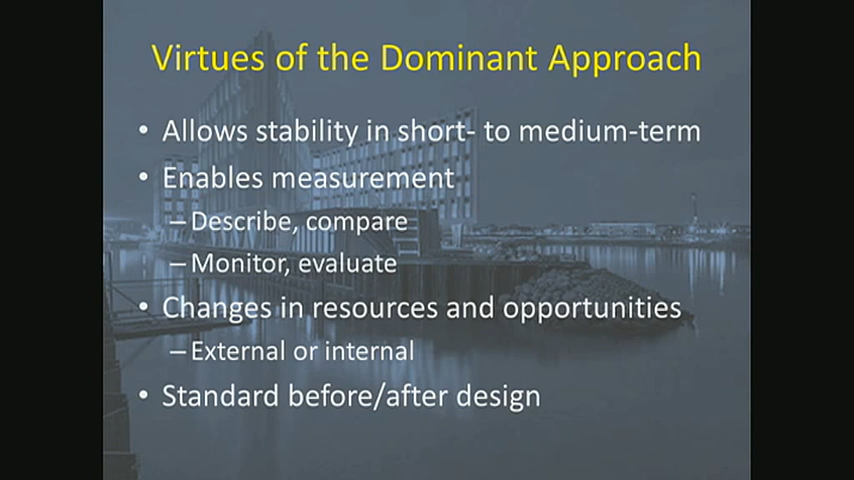 Virtues of the Dominant Approach
• Allows stability in short- to medium-term
• Enables measurement
–Describe, compare
–Monitor, evaluate
• Changes in resources and opportunities
–External or internal
• Standard before/after design